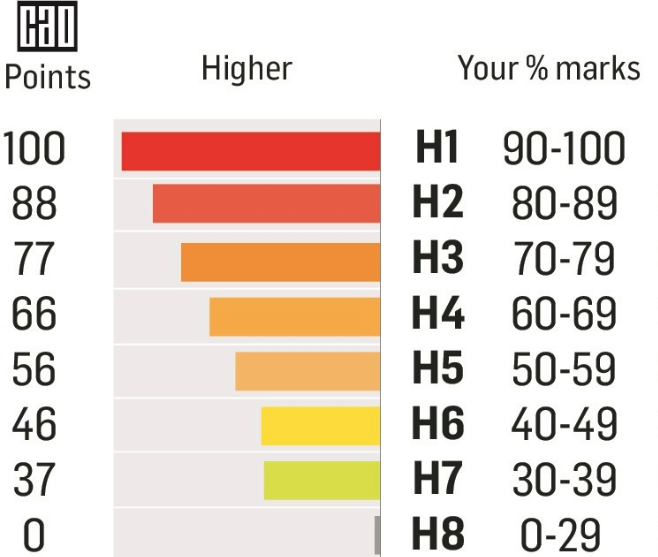 CAO
Points Higher Your % marks
100 H1 90-100
88 H2 80-89
77 H3 70-79
66 H4 60-69
56 H5 50-59
46 H6 40-49
37 H7 30-39
0 H8 0-29